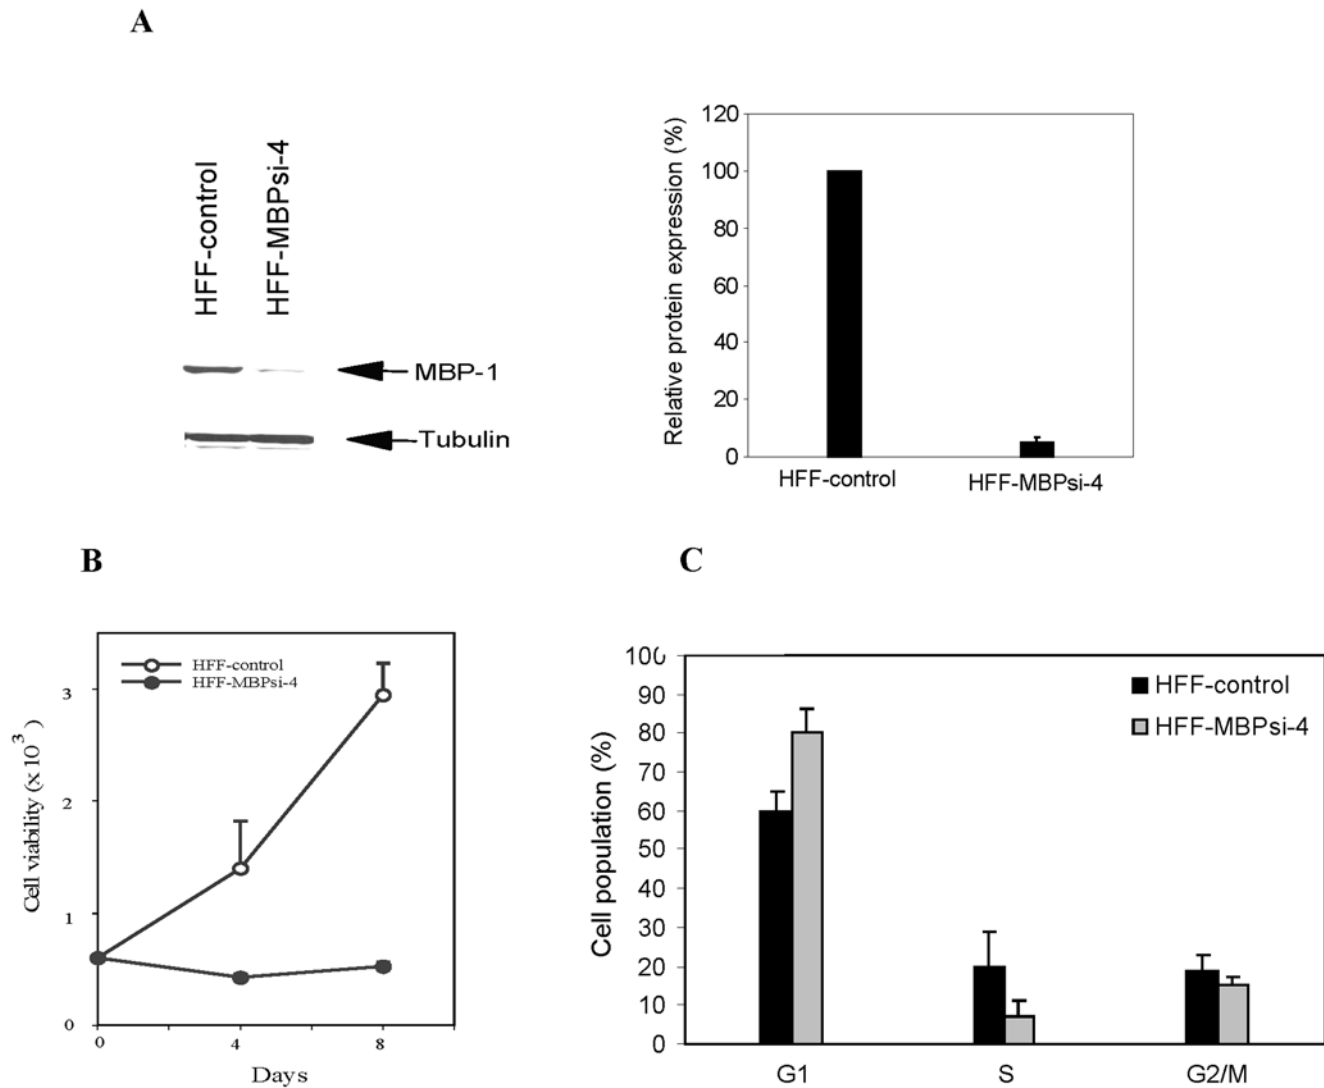 A
HFF-control
HFF-MBPsi-4
MBP-1
Tubulin
Relative protein expression (%)
120
100
80
60
40
20
0
HFF-control
HFF-MBPsi-4
B
HFF-control
HFF-MBPsi-4
Cell viability (x 10³)
3
2
1
0
0
4
8
Days
C
HFF-control
HFF-MBPsi-4
Cell population (%)
100
90
80
70
60
50
40
30
20
10
0
G1
S
G2/M